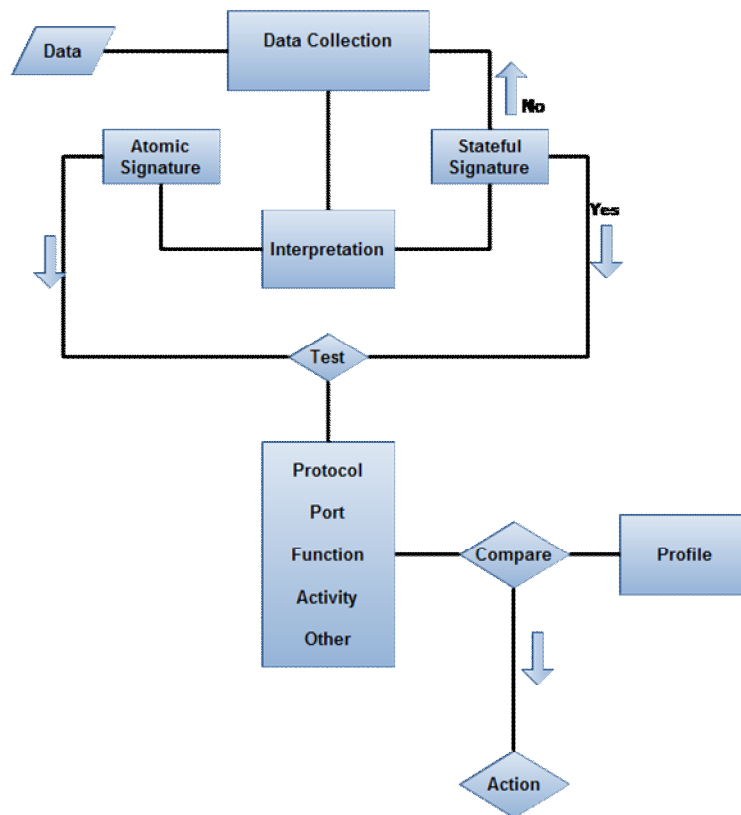 Data
Data Collection
No
Atomic
Signature
Stateful
Signature
Yes
Interpretation
Test
Protocol
Port
Function
Activity
Other
Compare
Profile
Action